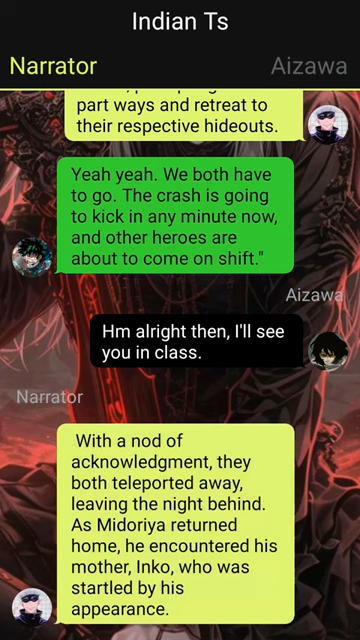 Indian Ts
Narrator
Aizawa
part ways and retreat to
their respective hideouts.
Yeah yeah. We both have
to go. The crash is going
to kick in any minute now,
and other heroes are
about to come on shift."
Aizawa
Hm alright then, I'll see
you in class.
Narrator
With a nod of
acknowledgment, they
both teleported away,
leaving the night behind.
As Midoriya returned
home, he encountered his
mother, Inko, who was
startled by his
appearance.